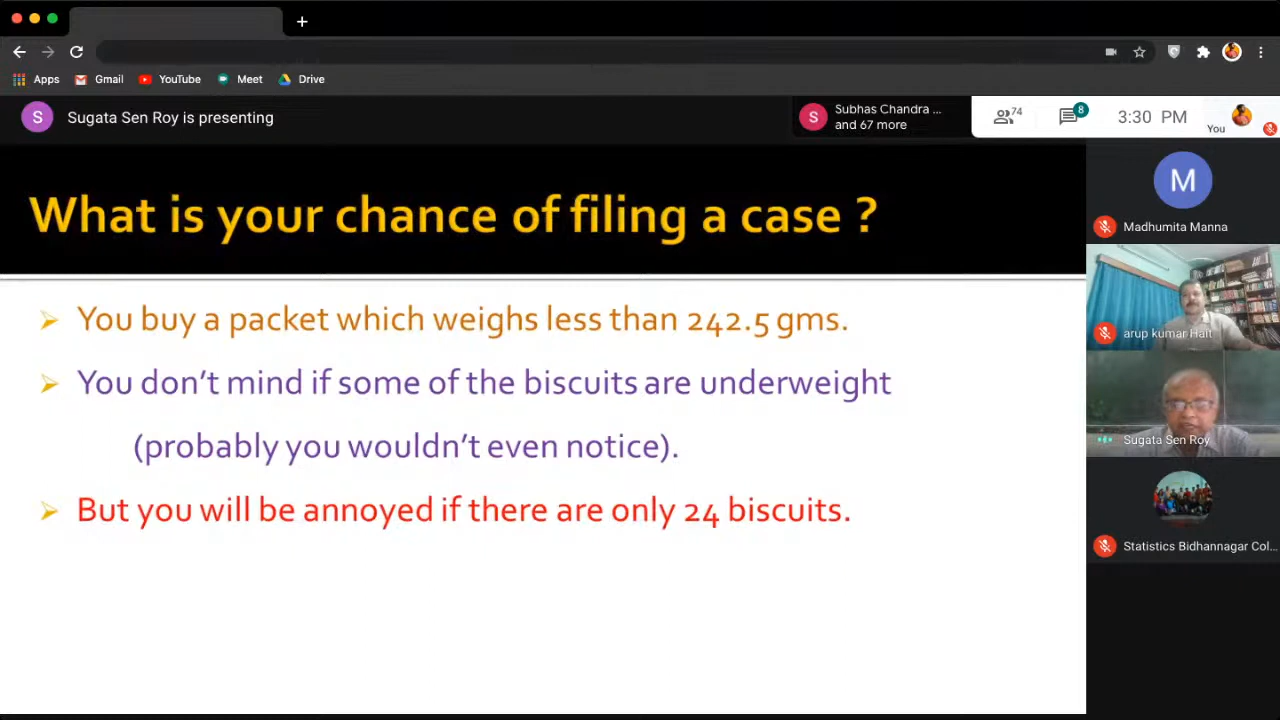 Apps Gmail YouTube Meet Drive
S Sugata Sen Roy is presenting
S Subhas Chandra ...
and 67 more
74 8 3:30 PM You
What is your chance of filing a case ?
You buy a packet which weighs less than 242.5 gms.
You don't mind if some of the biscuits are underweight
(probably you wouldn't even notice).
But you will be annoyed if there are only 24 biscuits.
M
Madhumita Manna
arup kumar Hait
Sugata Sen Roy
Statistics Bidhannagar Col...